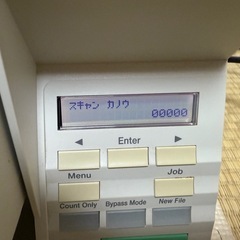 スキャン カノウ
00000
◄ Enter ►
Menu Job
Count Only Bypass Mode New File